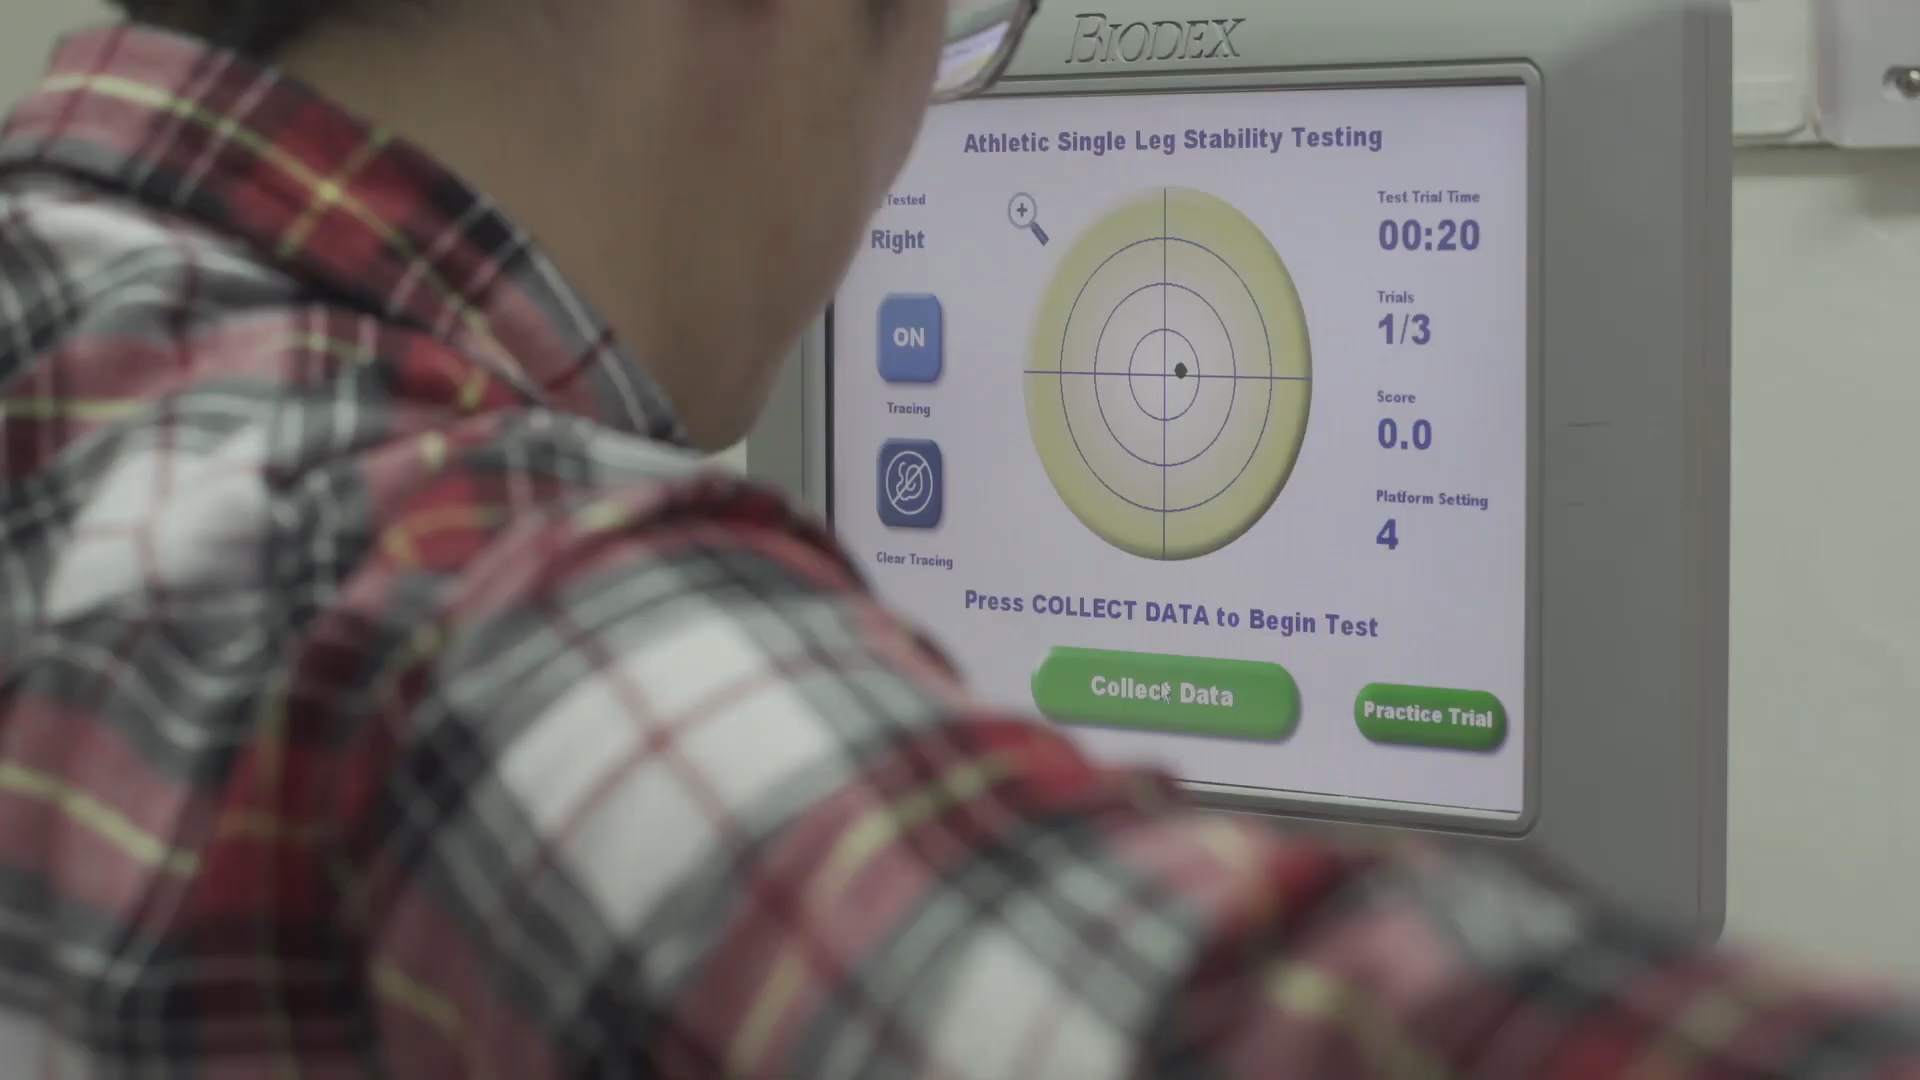 BIODEX
Athletic Single Leg Stability Testing
Tested
Right
ON
Tracing
Clear Tracing
Test Trial Time
00:20
Trials
1/3
Score
0.0
Platform Setting
4
Press COLLECT DATA to Begin Test
Collect Data
Practice Trial